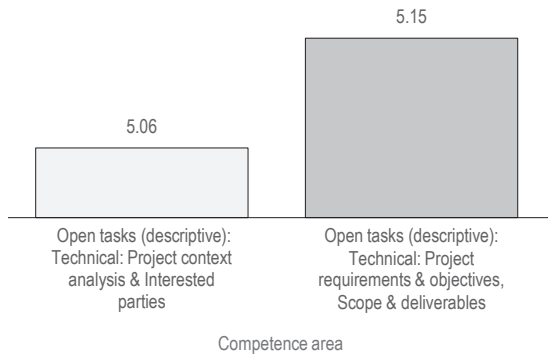 5.15
5.06
Open tasks (descriptive):
Technical: Project context
analysis & Interested
parties
Open tasks (descriptive):
Technical: Project
requirements & objectives,
Scope & deliverables
Competence area